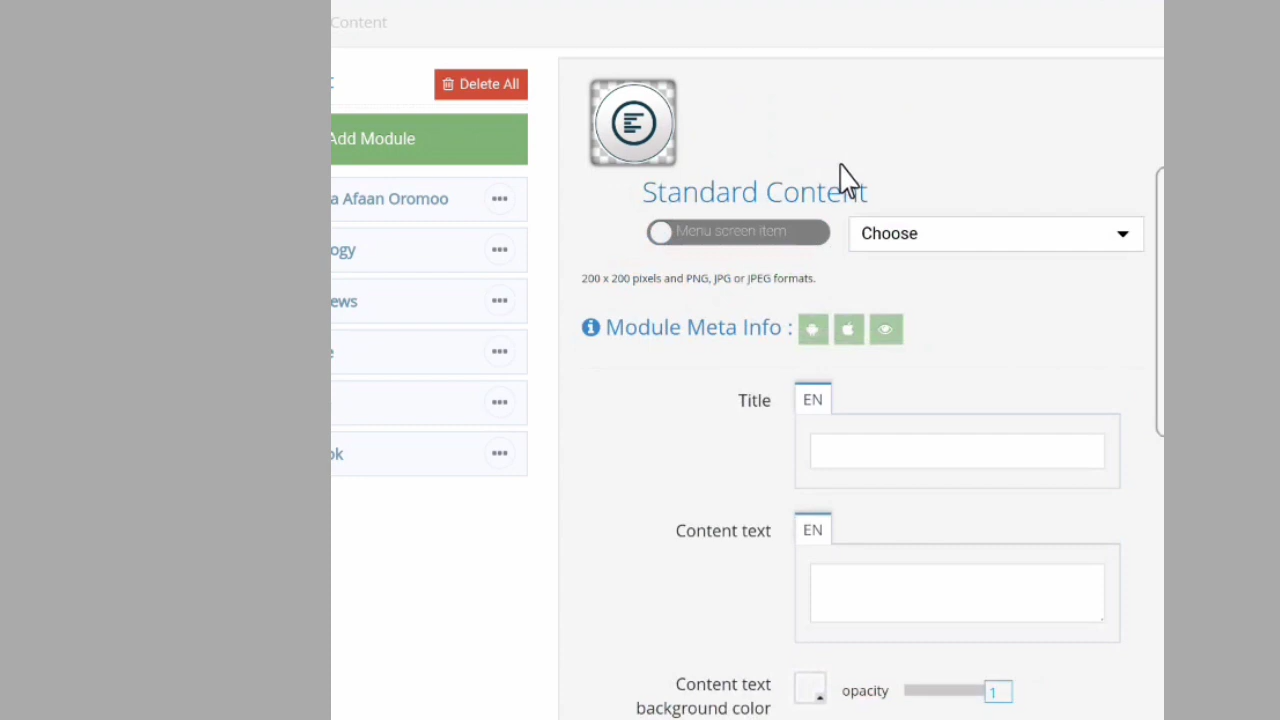 Content
Delete All
Add Module
a Afaan Oromoo
ogy
ews
e
ok
Standard Content
Menu screen item
Choose
200 x 200 pixels and PNG, JPG or JPEG formats.
Module Meta Info :
Title
EN
Content text
EN
Content text
background color
opacity
1